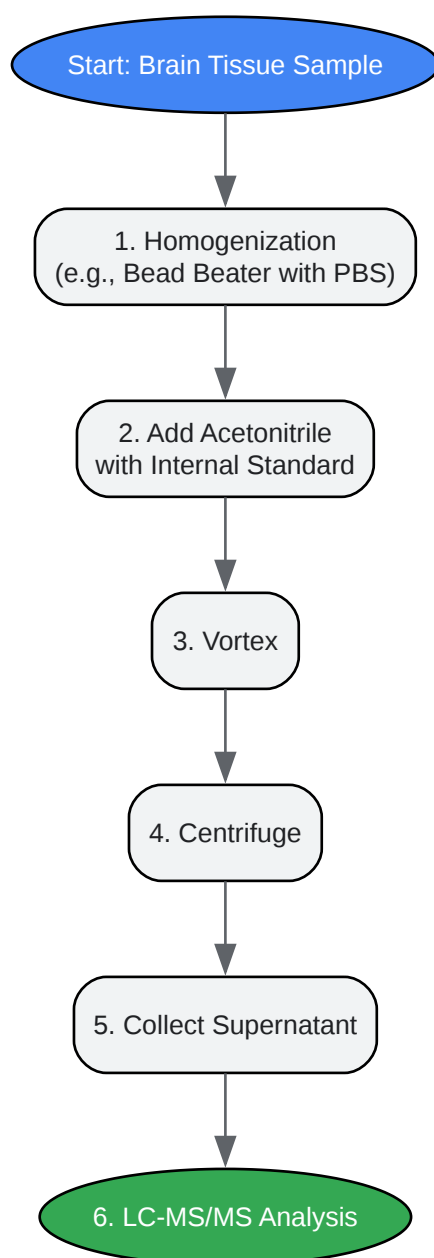 Start: Brain Tissue Sample
1. Homogenization
(e.g., Bead Beater with PBS)
2. Add Acetonitrile
with Internal Standard
3. Vortex
4. Centrifuge
5. Collect Supernatant
6. LC-MS/MS Analysis